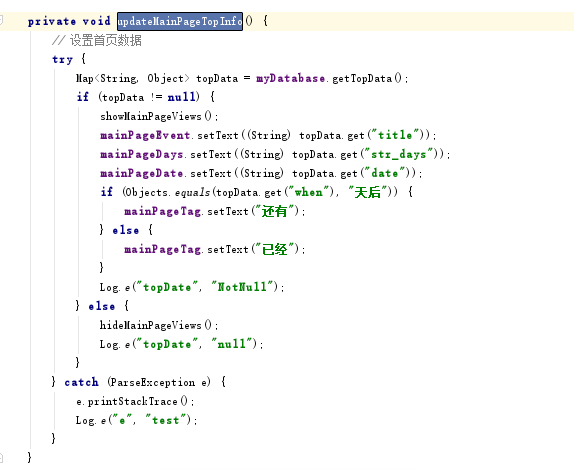 private void updateMainPageTopInfo() {
// 设置首页数据
try {
Map<String, Object> topData = myDatabase.getTopData();
if (topData != null) {
showMainPageViews();
mainPageEvent.setText((String) topData.get("title"));
mainPageDays.setText((String) topData.get("str_days"));
mainPageDate.setText((String) topData.get("date"));
if (Objects.equals(topData.get("when"), "天后")) {
mainPageTag.setText("还有");
} else {
mainPageTag.setText("已经");
}
Log.e("topDate", "NotNull");
} else {
hideMainPageViews();
Log.e("topDate", "null");
}
} catch (ParseException e) {
e.printStackTrace();
Log.e("e", "test");
}
}